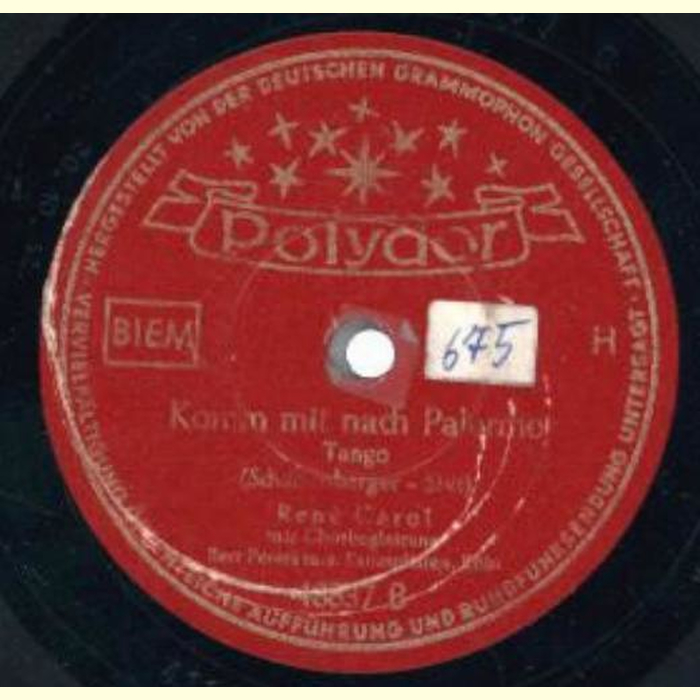 HERGESTELLT VON DER DEUTSCHEN GRAMMOPHON GESELLSCHAFT · VERVIELFÄLTIGUNG AUFFÜHRUNG UND RUNDFUNKSENDUNG UNTERSAGT ·
Polydor
BIEM
675
H
Komm mit nach Palermo
Tango
René Carol
mit Chorbegleitung
B